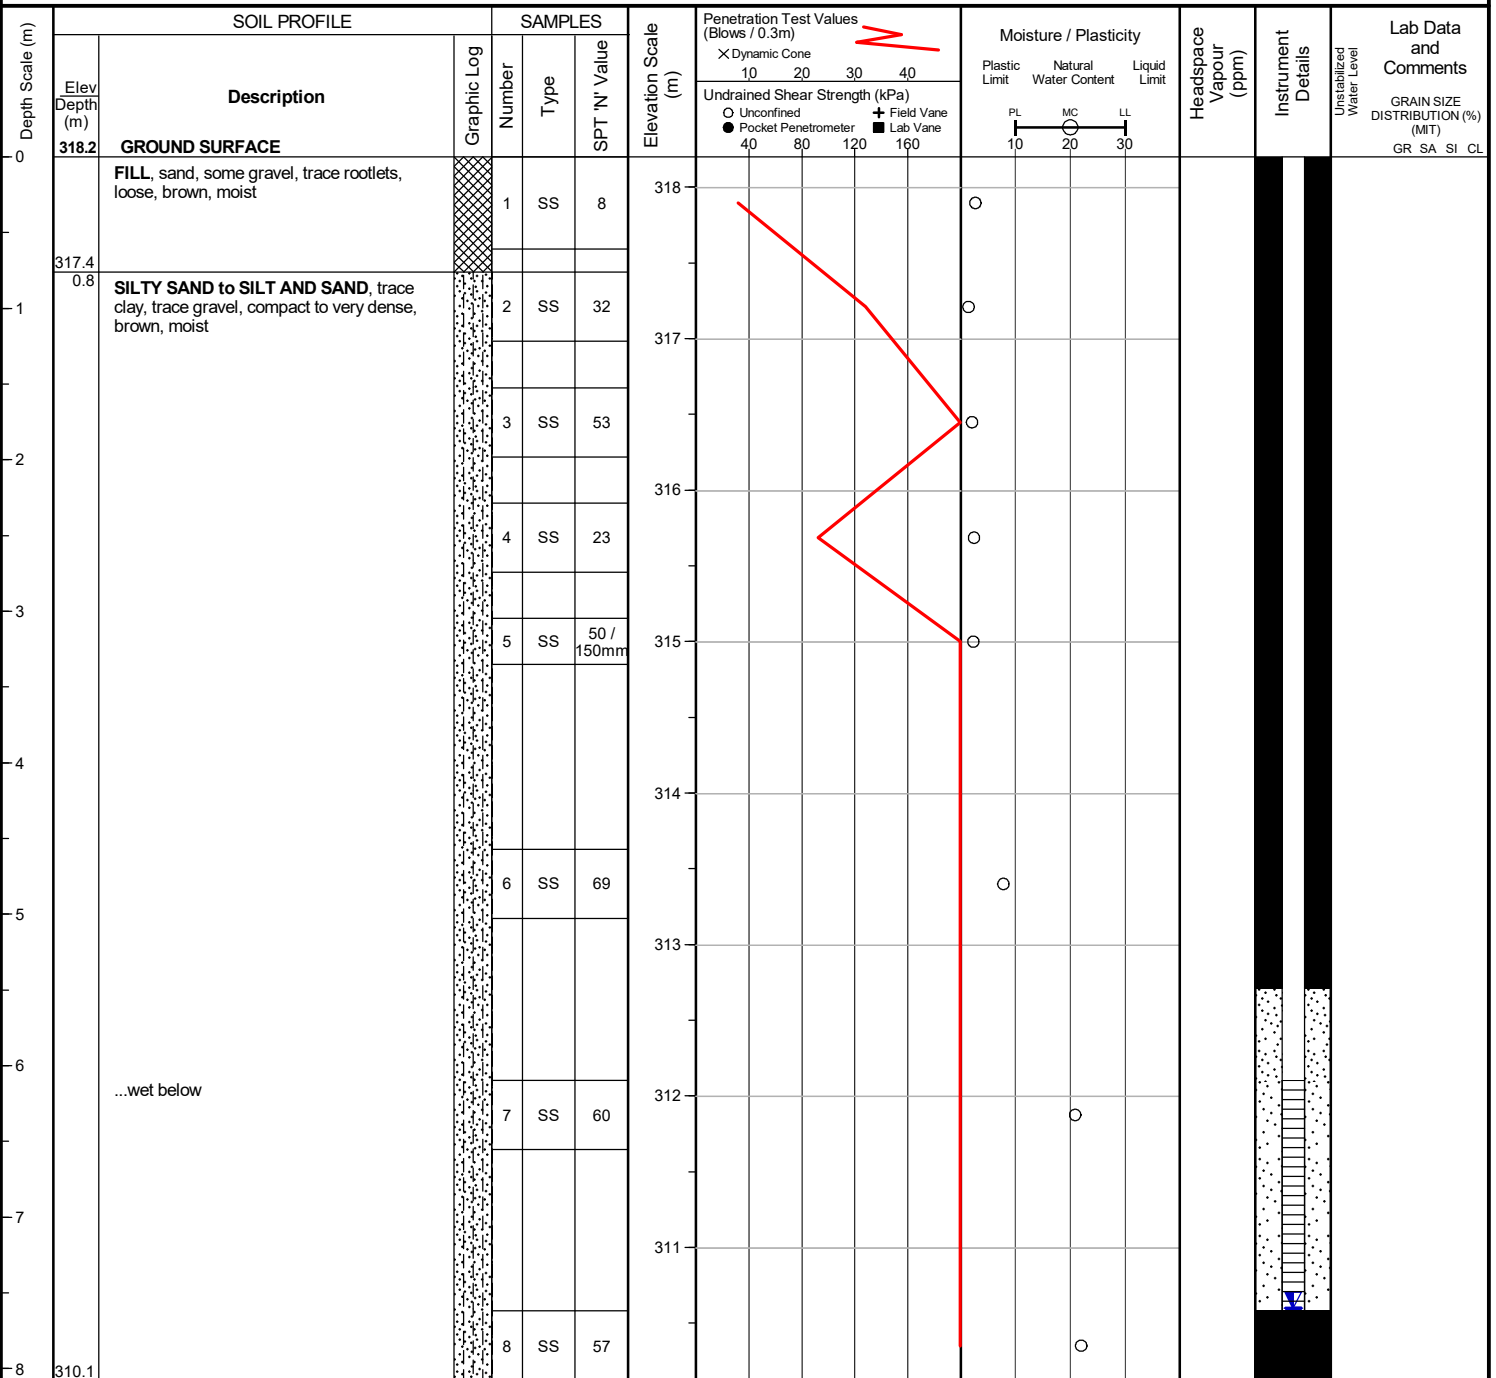 SOIL PROFILE
SAMPLES
Depth Scale (m)
Elev
Depth
(m)
Description
Graphic Log
Number
Type
SPT 'N' Value
Elevation Scale
(m)
Penetration Test Values
(Blows / 0.3m)
X Dynamic Cone
10 20 30 40
Undrained Shear Strength (kPa)
Unconfined
Field Vane
Pocket Penetrometer
Lab Vane
40 80 120 160
Moisture / Plasticity
Plastic
Limit
Natural
Water Content
Liquid
Limit
PL MC LL
10 20 30
Headspace
Vapour
(ppm)
Instrument
Details
Unstabilized
Water Level
Lab Data
and
Comments
GRAIN SIZE
DISTRIBUTION (%)
(MIT)
GR SA SI CL
318.2 GROUND SURFACE
0
FILL, sand, some gravel, trace rootlets,
loose, brown, moist
318
1 SS 8
317.4
0.8
SILTY SAND to SILT AND SAND, trace
clay, trace gravel, compact to very dense,
brown, moist
1
2 SS 32
317
3 SS 53
2
316
4 SS 23
3
5 SS 50 /
150mm
315
4
314
6 SS 69
5
313
6
...wet below
312
7 SS 60
7
311
8 SS 57
8
310.1